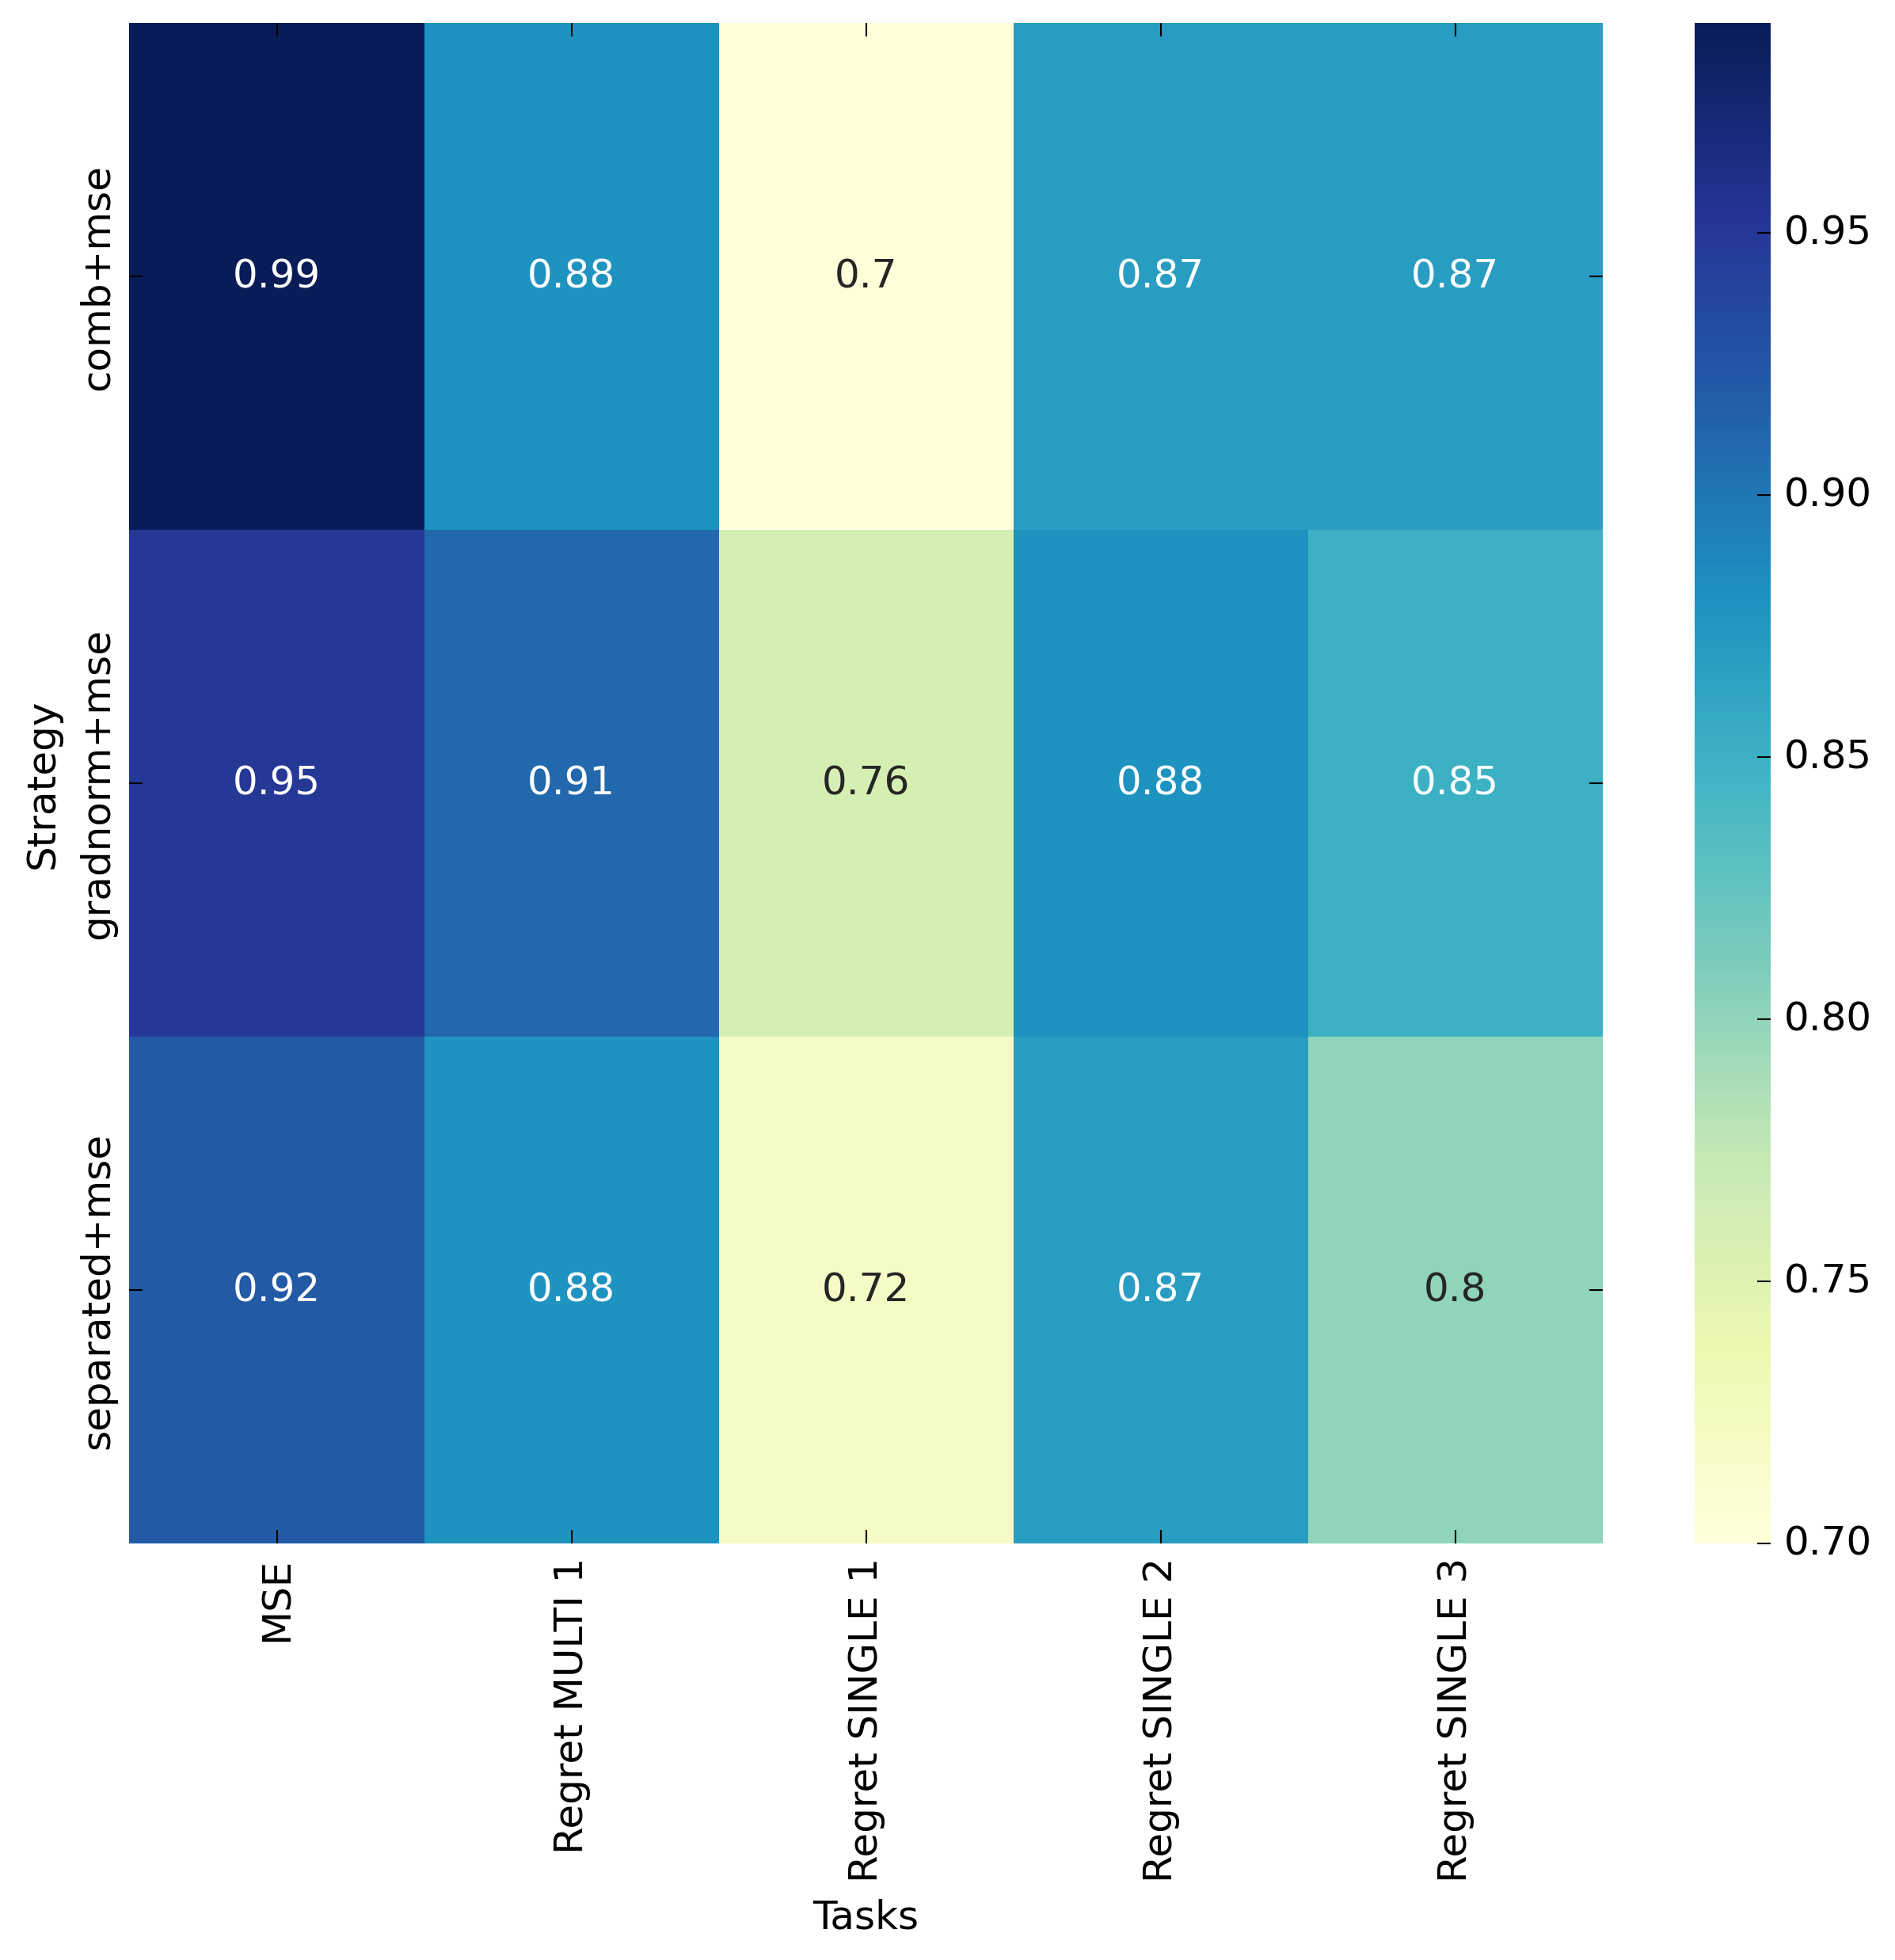 Strategy
comb+mse
0.99 0.88 0.7 0.87 0.87
gradnorm+mse
0.95 0.91 0.76 0.88 0.85
separated+mse
0.92 0.88 0.72 0.87 0.8
MSE
Regret MULTI 1
Regret SINGLE 1
Regret SINGLE 2
Regret SINGLE 3
Tasks
0.95
0.90
0.85
0.80
0.75
0.70